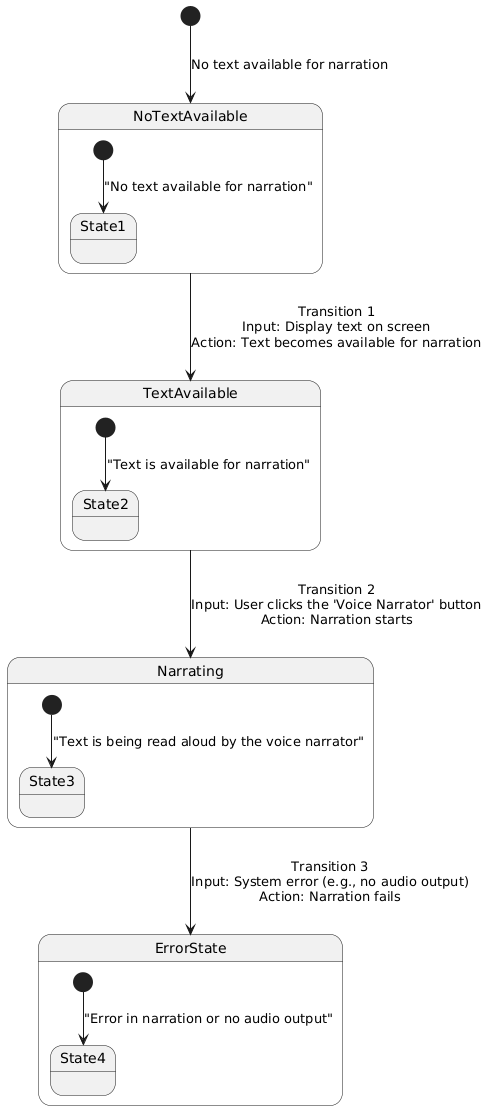 No text available for narration
NoTextAvailable
"No text available for narration"
State1
Transition 1
Input: Display text on screen
Action: Text becomes available for narration
TextAvailable
"Text is available for narration"
State2
Transition 2
Input: User clicks the 'Voice Narrator' button
Action: Narration starts
Narrating
"Text is being read aloud by the voice narrator"
State3
Transition 3
Input: System error (e.g., no audio output)
Action: Narration fails
ErrorState
"Error in narration or no audio output"
State4